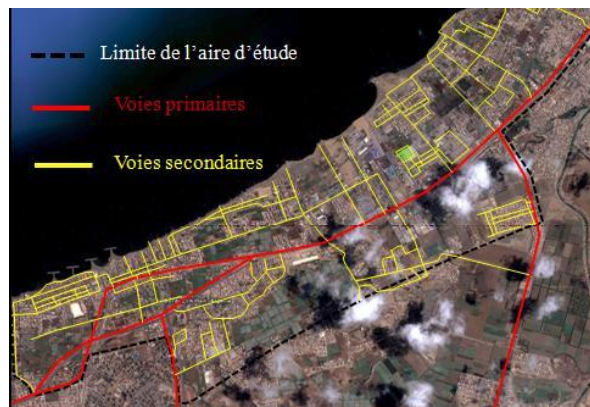 Limite de l’aire d’étude
Voies primaires
Voies secondaires